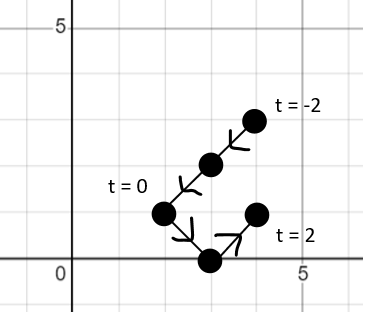 5
t = -2
t = 0
t = 2
0
5